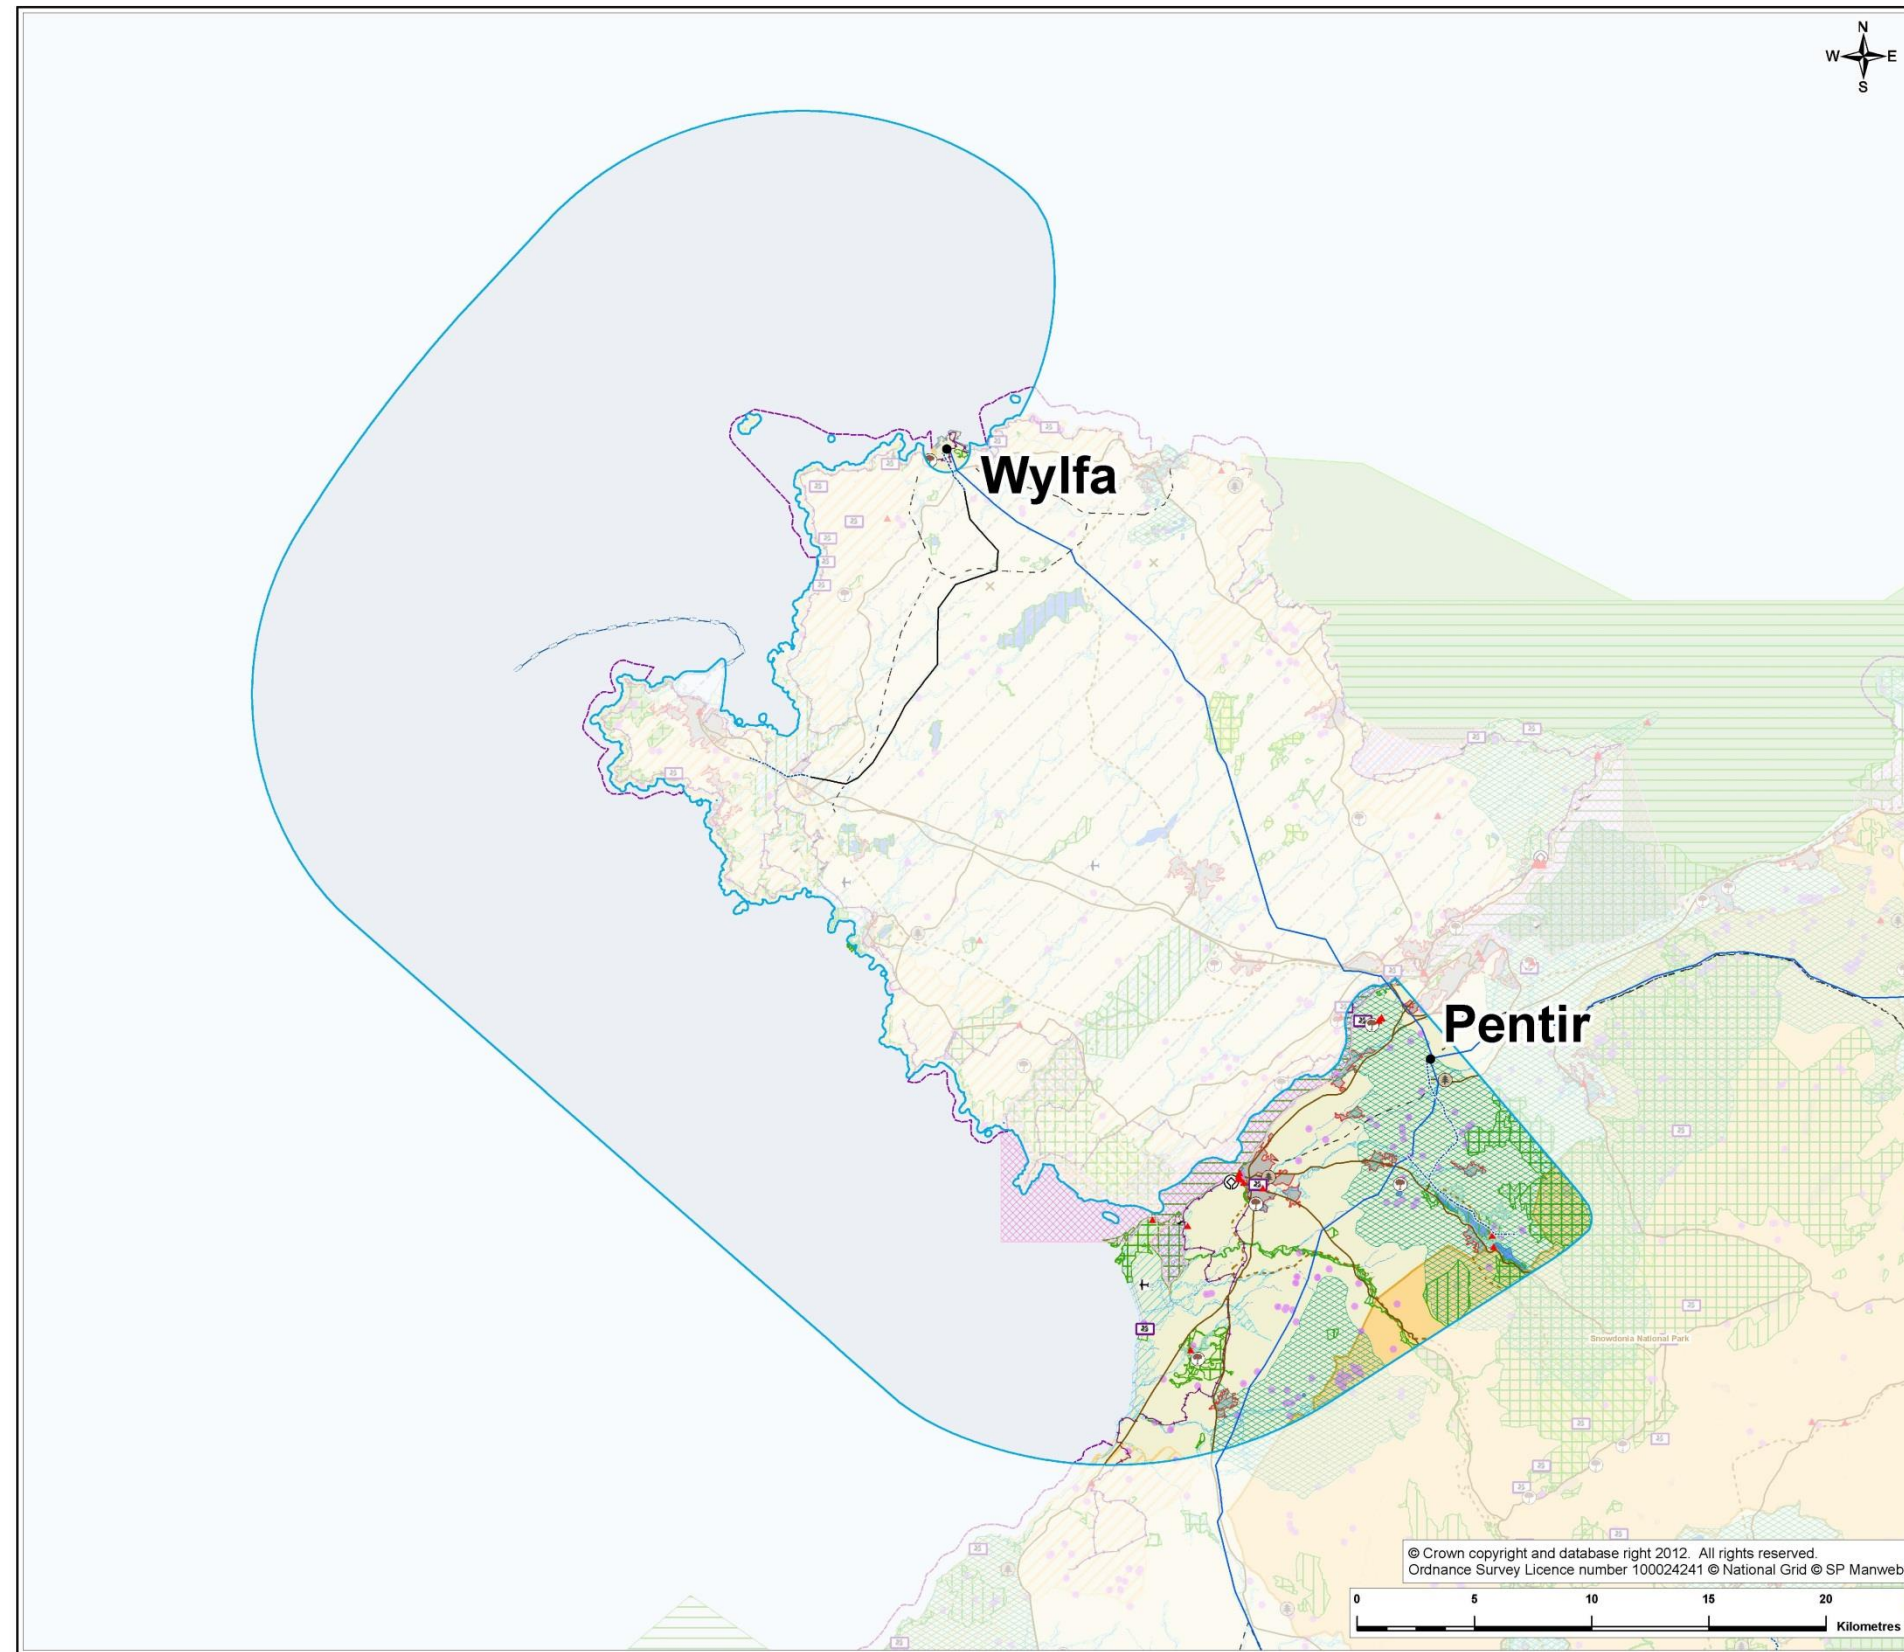 N
W E
S
Wylfa
Pentir
Snowdonia National Park
© Crown copyright and database right 2012. All rights reserved.
Ordnance Survey Licence number 100024241 © National Grid © SP Manweb
0 5 10 15 20
Kilometres